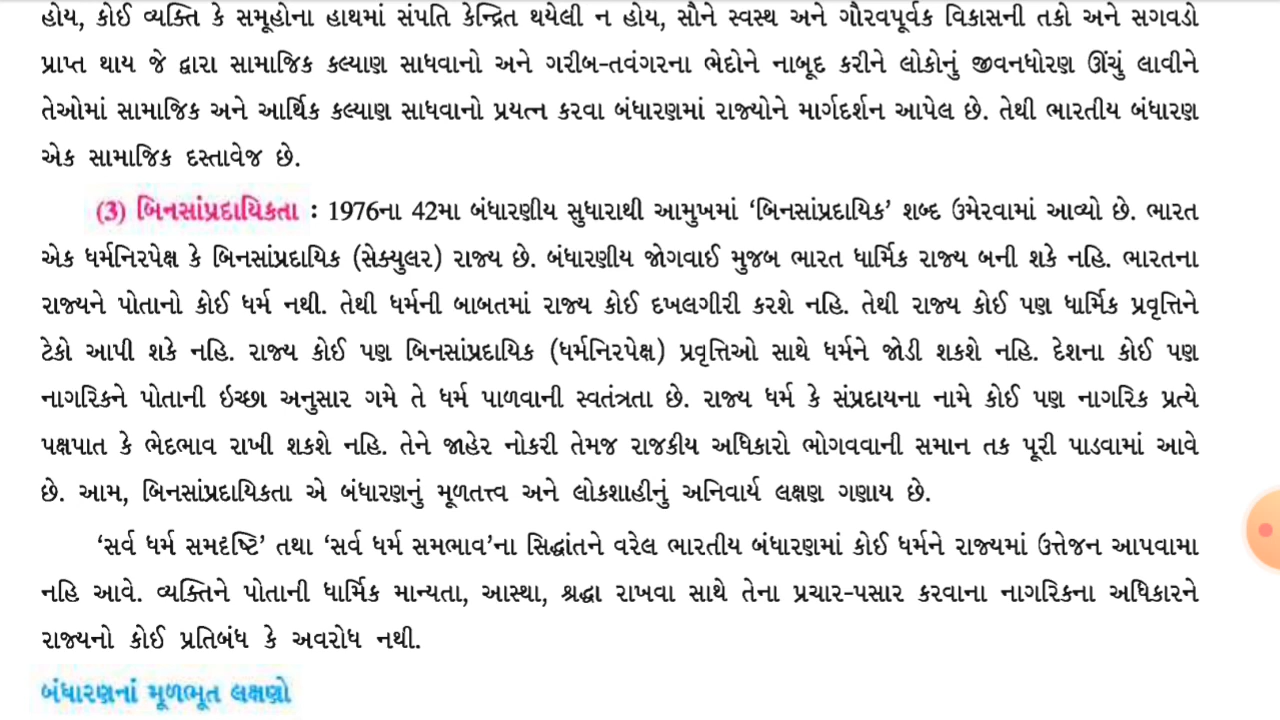 હોય, કોઈ વ્યક્તિ કે સમૂહોના હાથમાં સંપતિ કેન્દ્રિત થયેલી ન હોય, સૌને સ્વસ્થ અને ગૌરવપૂર્વક વિકાસની તકો અને સગવડો
પ્રાપ્ત થાય જે દ્વારા સામાજિક કલ્યાણ સાધવાનો અને ગરીબ-તવંગરના ભેદોને નાબૂદ કરીને લોકોનું જીવનધોરણ ઊંચું લાવીને
તેઓમાં સામાજિક અને આર્થિક કલ્યાણ સાધવાનો પ્રયત્ન કરવા બંધારણમાં રાજ્યોને માર્ગદર્શન આપેલ છે. તેથી ભારતીય બંધારણ
એક સામાજિક દસ્તાવેજ છે.
(3) બિનસાંપ્રદાયિકતા : 1976ના 42મા બંધારણીય સુધારાથી આમુખમાં ‘બિનસાંપ્રદાયિક’ શબ્દ ઉમેરવામાં આવ્યો છે. ભારત
એક ધર્મનિરપેક્ષ કે બિનસાંપ્રદાયિક (સેક્યુલર) રાજ્ય છે. બંધારણીય જોગવાઈ મુજબ ભારત ધાર્મિક રાજ્ય બની શકે નહિ. ભારતના
રાજ્યને પોતાનો કોઈ ધર્મ નથી. તેથી ધર્મની બાબતમાં રાજ્ય કોઈ દખલગીરી કરશે નહિ. તેથી રાજ્ય કોઈ પણ ધાર્મિક પ્રવૃત્તિને
ટેકો આપી શકે નહિ. રાજ્ય કોઈ પણ બિનસાંપ્રદાયિક (ધર્મનિરપેક્ષ) પ્રવૃત્તિઓ સાથે ધર્મને જોડી શકશે નહિ. દેશના કોઈ પણ
નાગરિકને પોતાની ઇચ્છા અનુસાર ગમે તે ધર્મ પાળવાની સ્વતંત્રતા છે. રાજ્ય ધર્મ કે સંપ્રદાયના નામે કોઈ પણ નાગરિક પ્રત્યે
પક્ષપાત કે ભેદભાવ રાખી શકશે નહિ. તેને જાહેર નોકરી તેમજ રાજકીય અધિકારો ભોગવવાની સમાન તક પૂરી પાડવામાં આવે
છે. આમ, બિનસાંપ્રદાયિકતા એ બંધારણનું મૂળતત્ત્વ અને લોકશાહીનું અનિવાર્ય લક્ષણ ગણાય છે.
‘સર્વ ધર્મ સમદૃષ્ટિ’ તથા ‘સર્વ ધર્મ સમભાવ’ના સિદ્ધાંતને વરેલ ભારતીય બંધારણમાં કોઈ ધર્મને રાજ્યમાં ઉત્તેજન આપવામા
નહિ આવે. વ્યક્તિને પોતાની ધાર્મિક માન્યતા, આસ્થા, શ્રદ્ધા રાખવા સાથે તેના પ્રચાર-પસાર કરવાના નાગરિકના અધિકારને
રાજ્યનો કોઈ પ્રતિબંધ કે અવરોધ નથી.
બંધારણનાં મૂળભૂત લક્ષણો